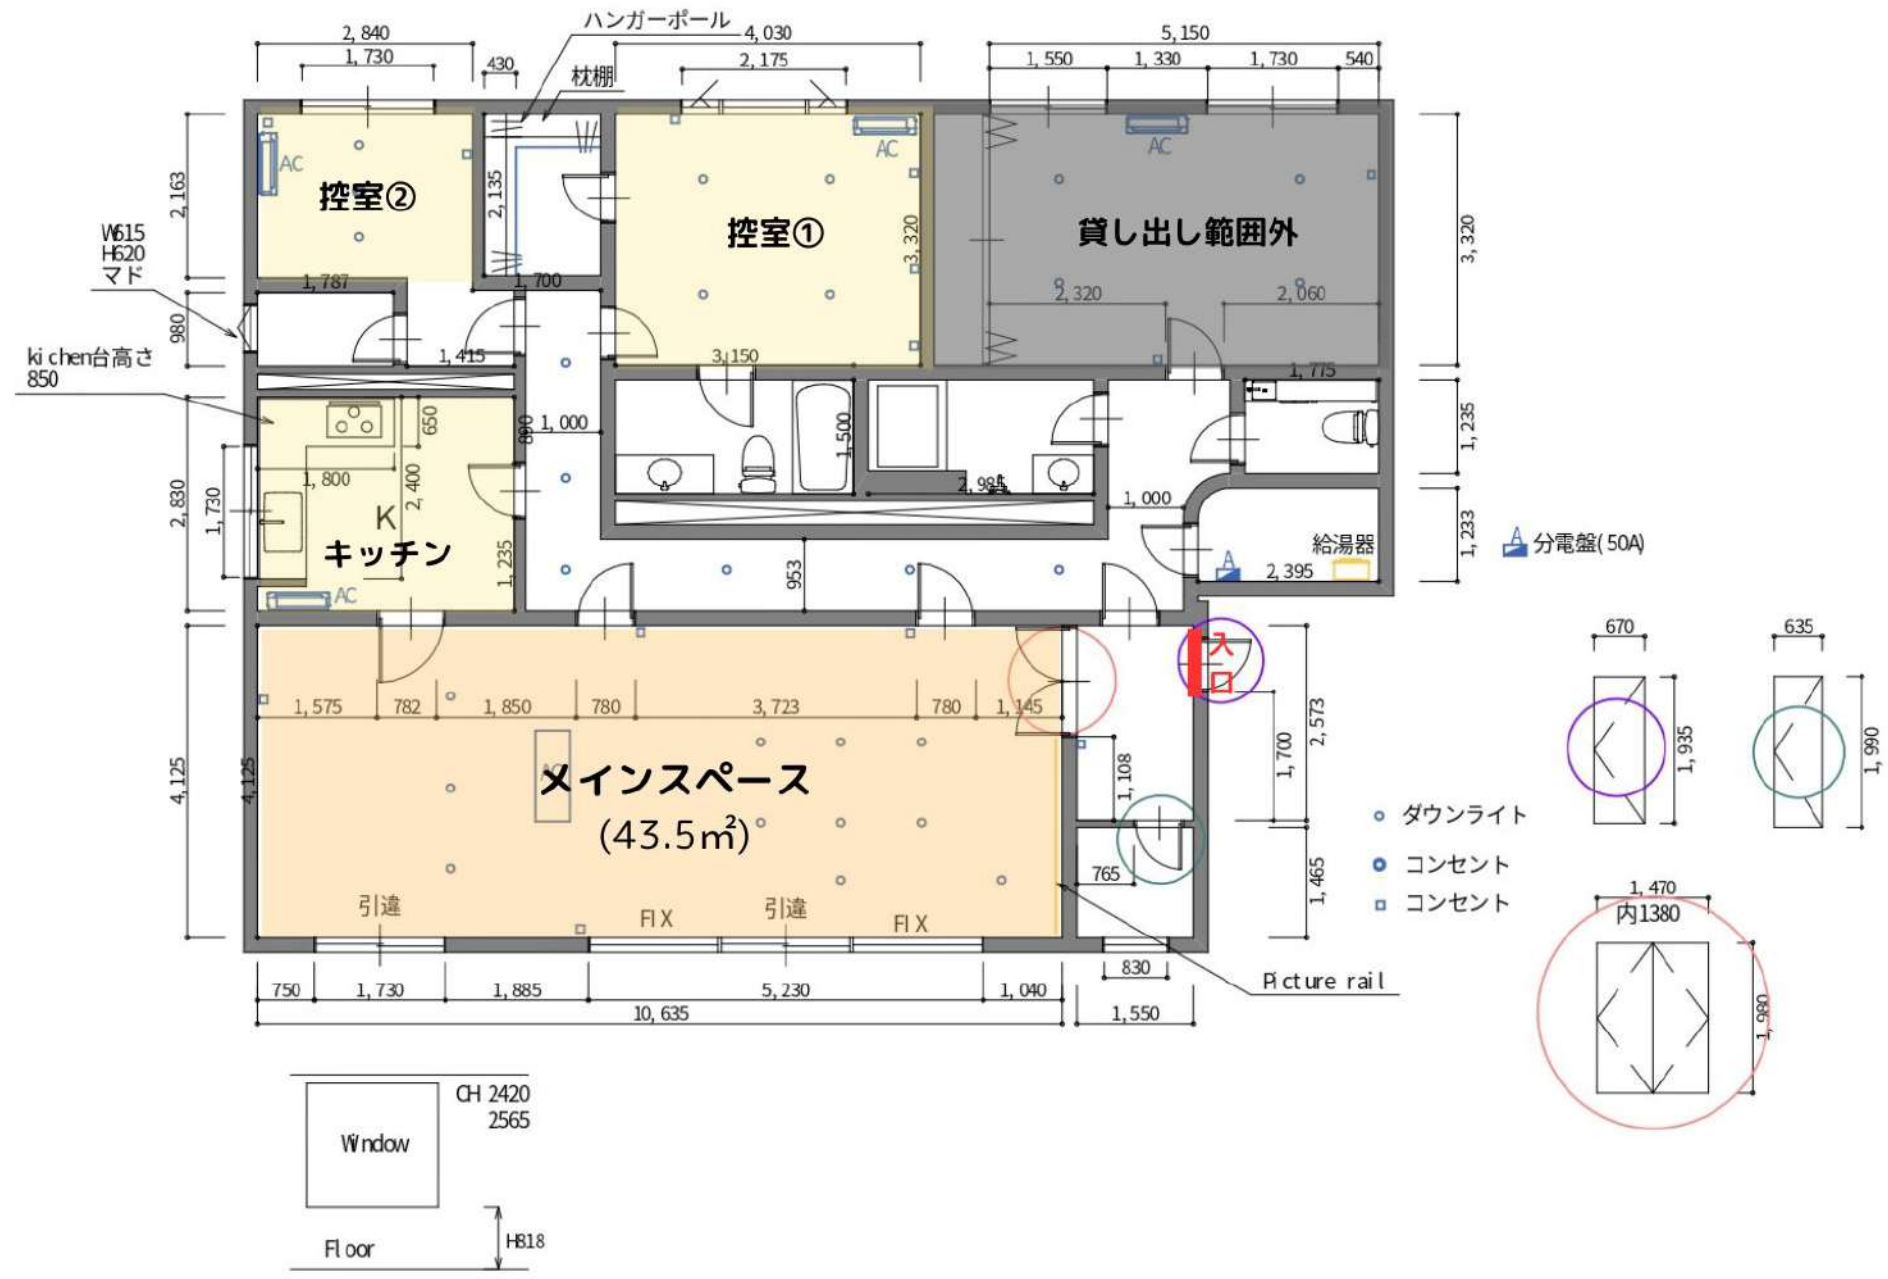 ハンガーポール
2,840
4,030
5,150
1,730
430
2,175
1,550
1,330
1,730
540
枕棚
AC
AC
AC
控室②
控室①
貸し出し範囲外
2,163
2,135
3,320
3,320
W615
H620
マド
1,787
1,700
2,320
2,060
980
kichen台高さ
850
1,415
3,150
1,775
650
890
1,000
1,500
1,235
1,800
2,400
2,985
1,000
2,830
1,730
K
キッチン
1,235
953
給湯器
1,233
A
分電盤(50A)
A
2,395
AC
入口
670
635
1,575
782
1,850
780
3,723
780
1,145
2,573
1,700
1,935
1,990
4,125
4,125
AC
メインスペース
(43.5㎡)
1,108
ダウンライト
コンセント
コンセント
765
1,465
引違
FIX
引違
FIX
1,470
内1380
1,980
830
Picture rail
750
1,730
1,885
5,230
1,040
10,635
1,550
CH 2420
2565
Window
Floor
H818